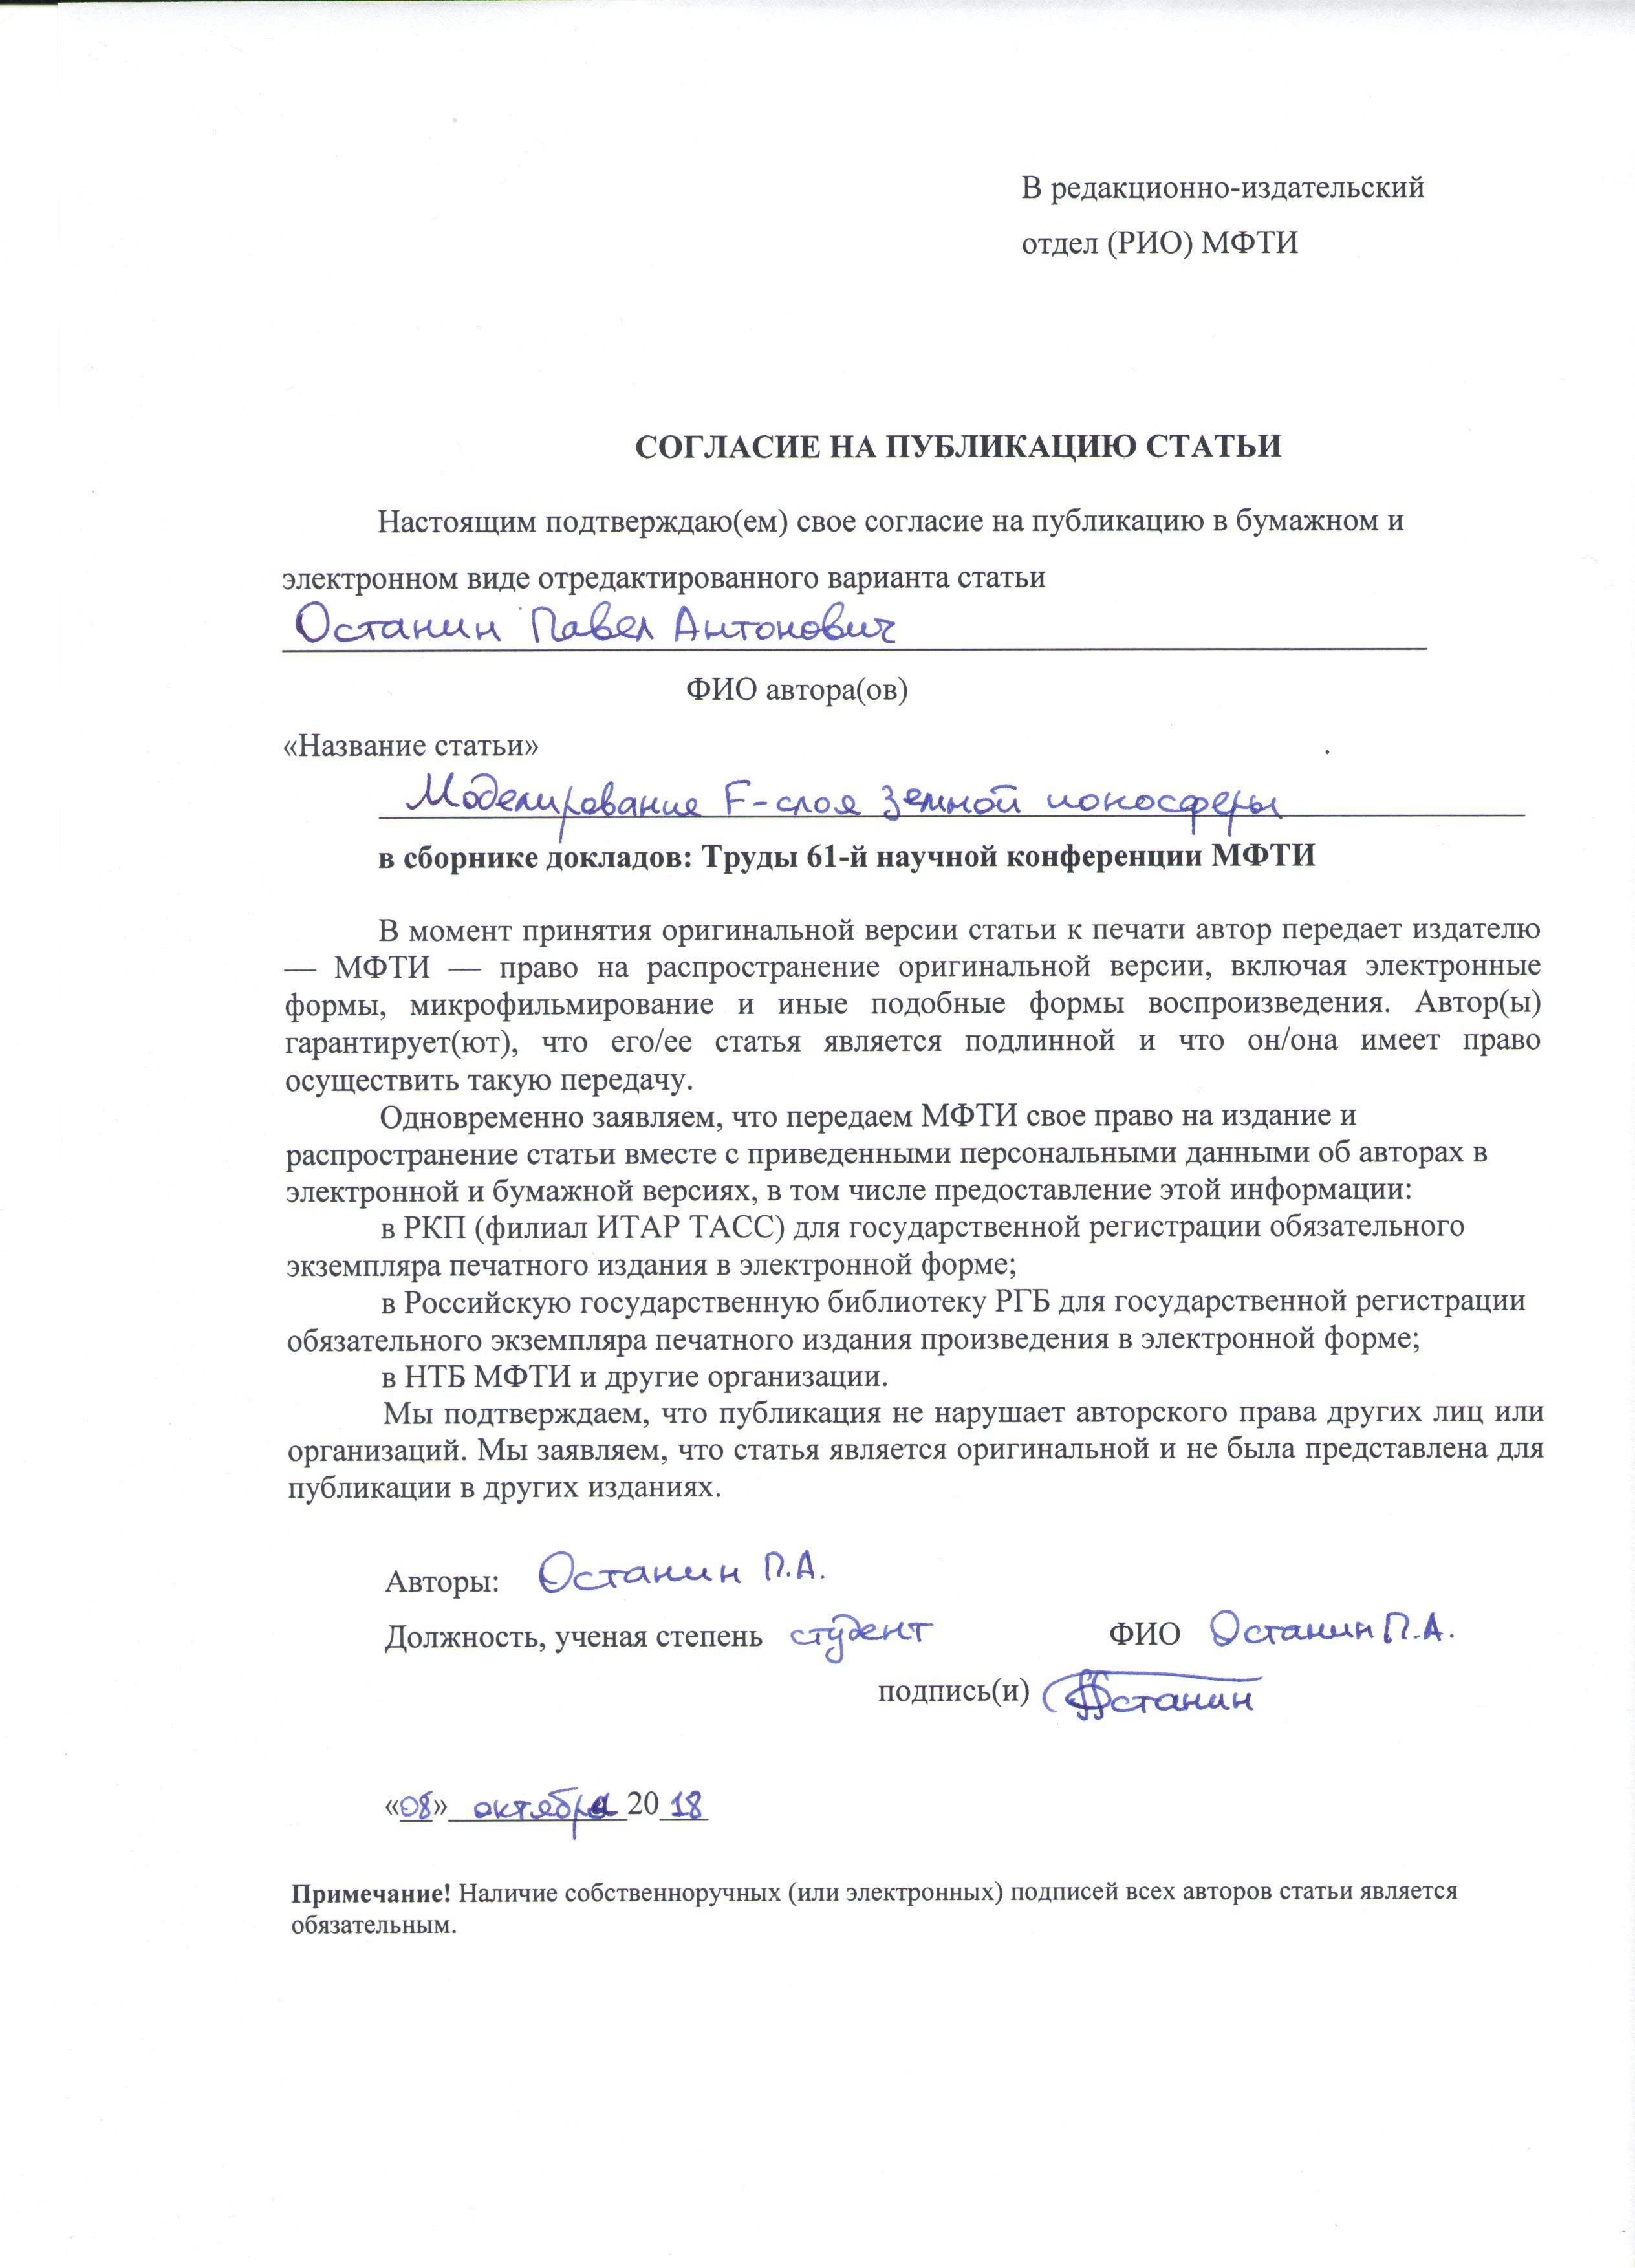 В редакционно-издательский
отдел (РИО) МФТИ
СОГЛАСИЕ НА ПУБЛИКАЦИЮ СТАТЬИ
Настоящим подтверждаю(ем) свое согласие на публикацию в бумажном и
электронном виде отредактированного варианта статьи
Останин Павел Антонович
ФИО автора(ов)
«Название статьи»
Моделирование F-слоя земной ионосферы
в сборнике докладов: Труды 61-й научной конференции МФТИ
В момент принятия оригинальной версии статьи к печати автор передает издателю
— МФТИ — право на распространение оригинальной версии, включая электронные
формы, микрофильмирование и иные подобные формы воспроизведения. Автор(ы)
гарантирует(ют), что его/ее статья является подлинной и что он/она имеет право
осуществить такую передачу.
Одновременно заявляем, что передаем МФТИ свое право на издание и
распространение статьи вместе с приведенными персональными данными об авторах в
электронной и бумажной версиях, в том числе предоставление этой информации:
в РКП (филиал ИТАР ТАСС) для государственной регистрации обязательного
экземпляра печатного издания в электронной форме;
в Российскую государственную библиотеку РГБ для государственной регистрации
обязательного экземпляра печатного издания произведения в электронной форме;
в НТБ МФТИ и другие организации.
Мы подтверждаем, что публикация не нарушает авторского права других лиц или
организаций. Мы заявляем, что статья является оригинальной и не была представлена для
публикации в других изданиях.
Авторы: Останин П.А.
Должность, ученая степень студент ФИО Останин П.А.
подпись(и) Останин
«08» октября 2018
Примечание! Наличие собственноручных (или электронных) подписей всех авторов статьи является
обязательным.